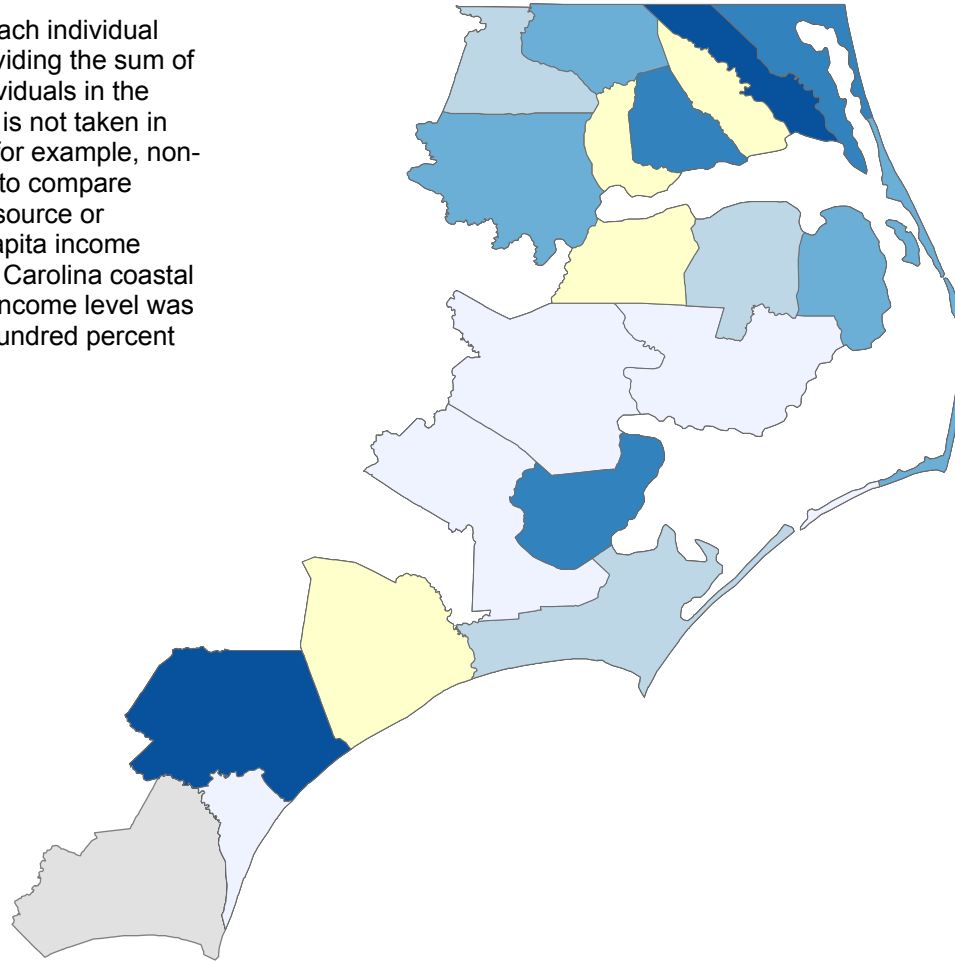 ach individual
viding the sum of
viduals in the
is not taken in
for example, non-
to compare
source or
apita income
Carolina coastal
ncome level was
undred percent